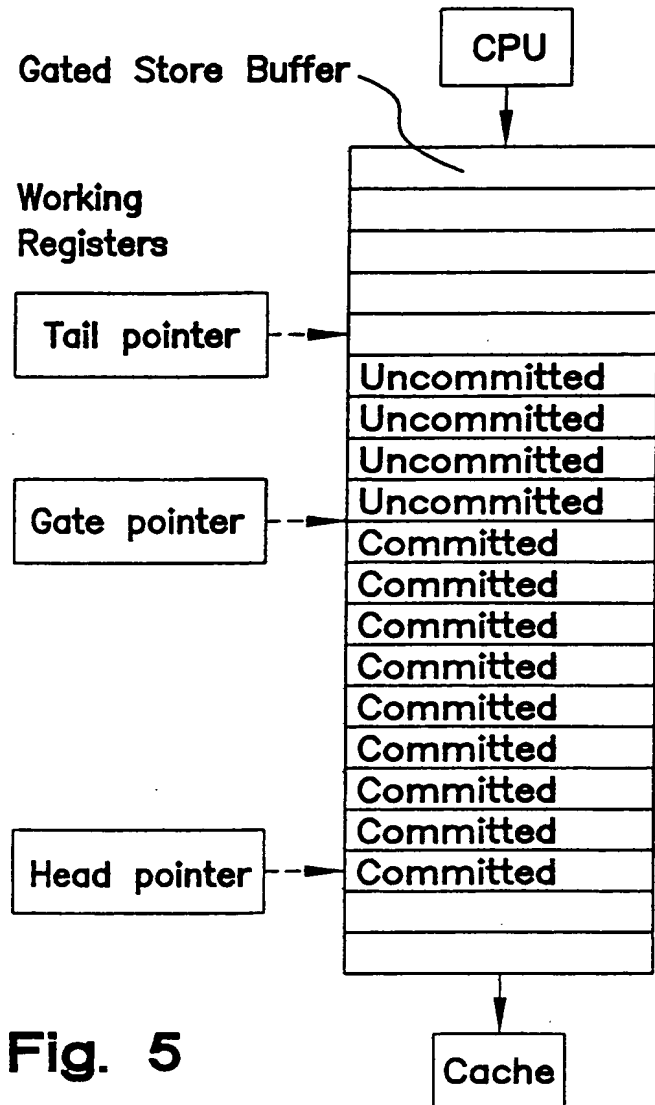 CPU
Gated Store Buffer
Working
Registers
Tail pointer
Uncommitted
Uncommitted
Uncommitted
Uncommitted
Gate pointer
Committed
Committed
Committed
Committed
Committed
Committed
Committed
Committed
Head pointer
Committed
Fig. 5
Cache